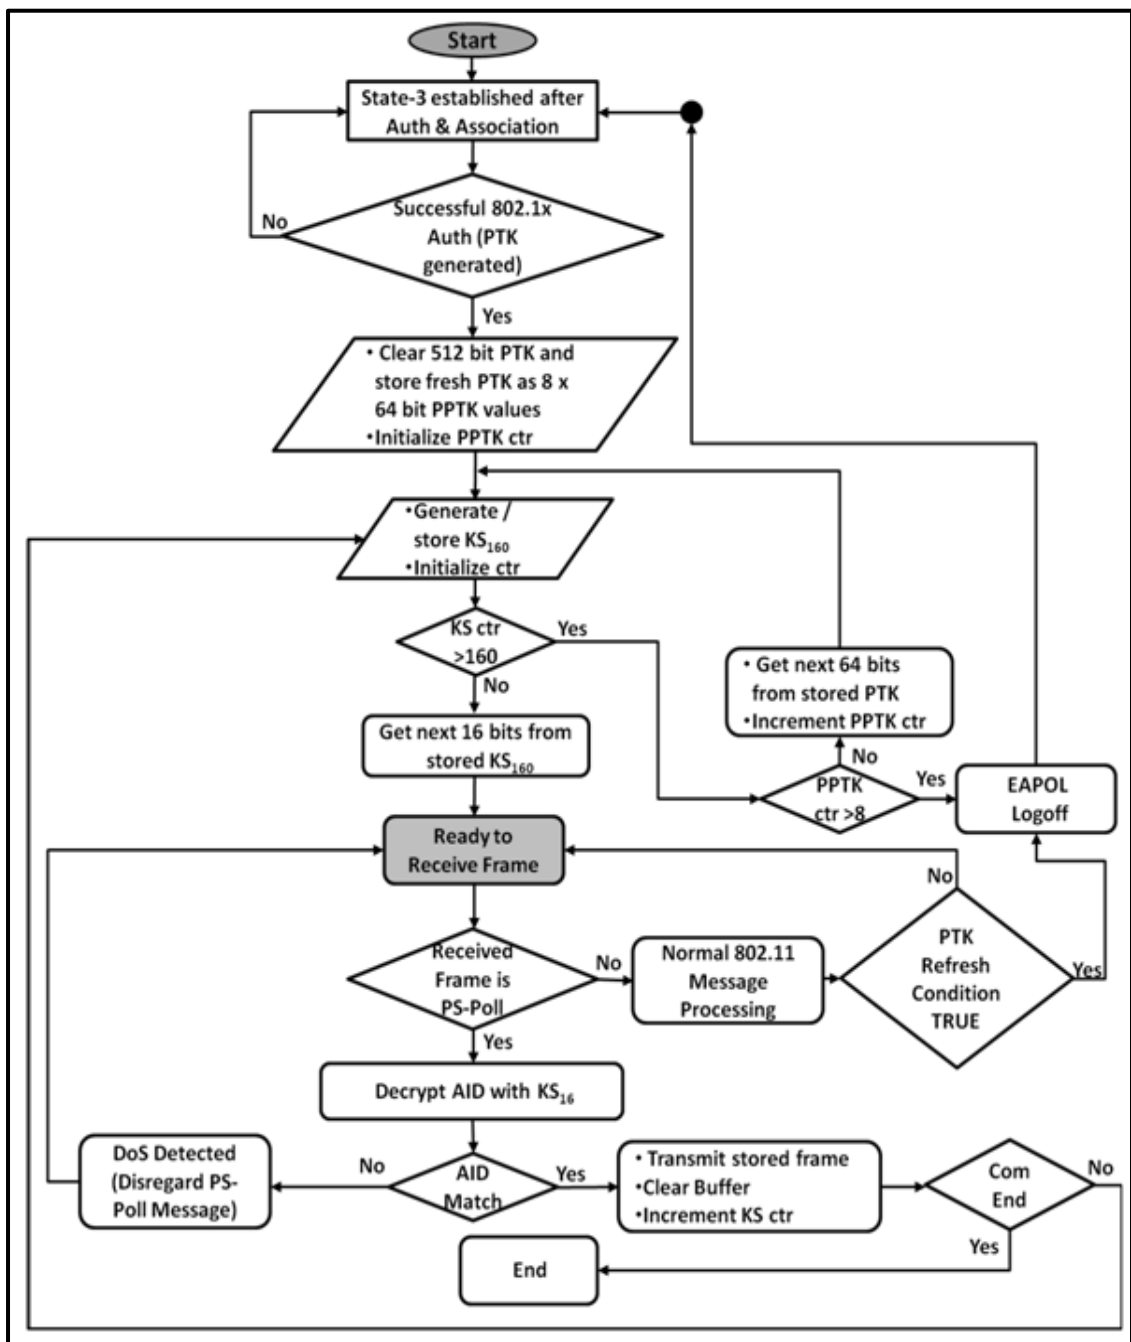 Start
State-3 established after
Auth & Association
No
Successful 802.1x
Auth (PTK
generated)
Yes
• Clear 512 bit PTK and
store fresh PTK as 8 x
64 bit PPTK values
•Initialize PPTK ctr
•Generate /
store KS160
•Initialize ctr
KS ctr
>160
Yes
No
• Get next 64 bits
from stored PTK
•Increment PPTK ctr
No
Get next 16 bits from
stored KS160
PPTK
ctr >8
Yes
EAPOL
Logoff
Ready to
Receive Frame
No
Received
Frame is
PS-Poll
No
Normal 802.11
Message
Processing
PTK
Refresh
Condition
TRUE
Yes
Yes
Decrypt AID with KS16
DoS Detected
(Disregard PS-
Poll Message)
No
AID
Match
Yes
• Transmit stored frame
•Clear Buffer
•Increment KS ctr
Com
End
No
Yes
End